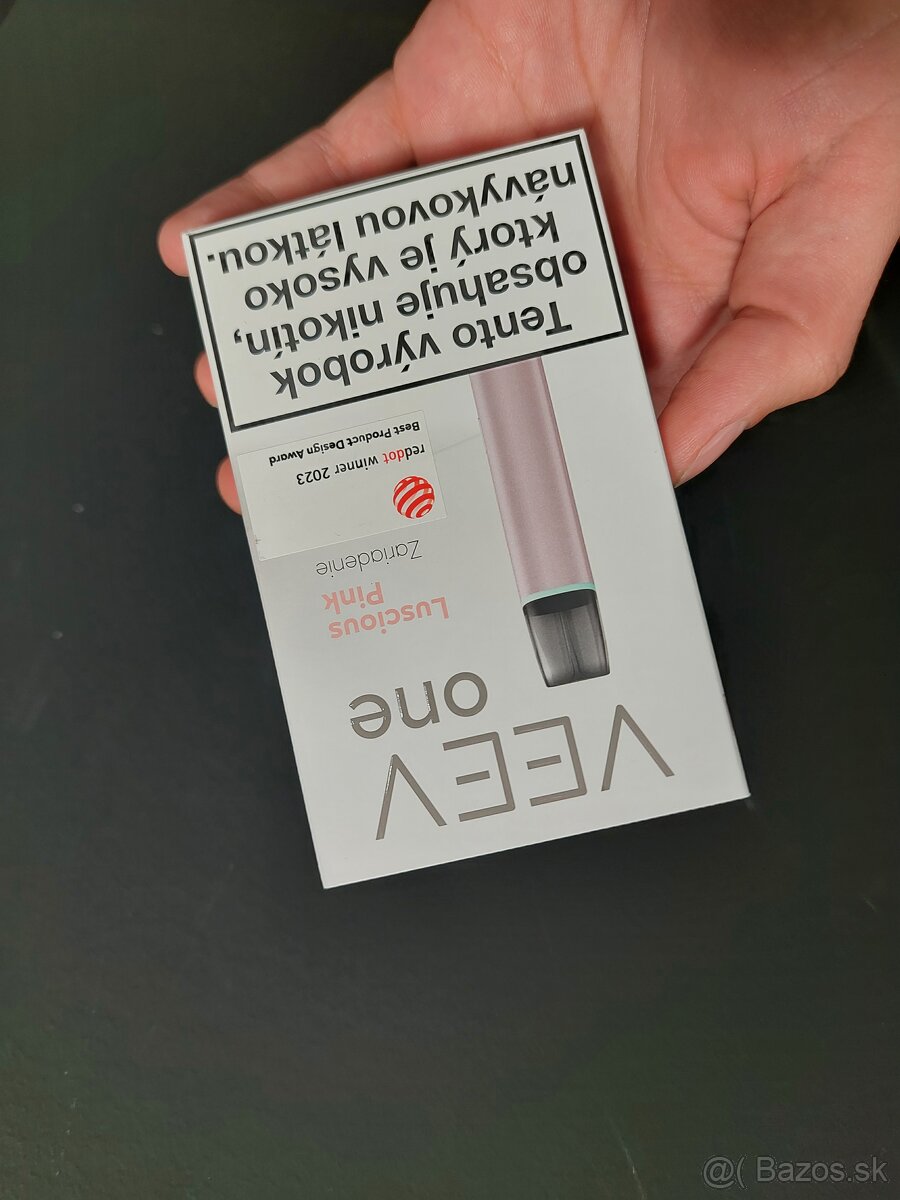 VEEV
one
Luscious
Pink
Zariadenie
reddot winner 2023
Best Product Design Award
Tento výrobok
obsahuje nikotín,
ktorý je vysoko
návykovou látkou.
@( Bazos.sk